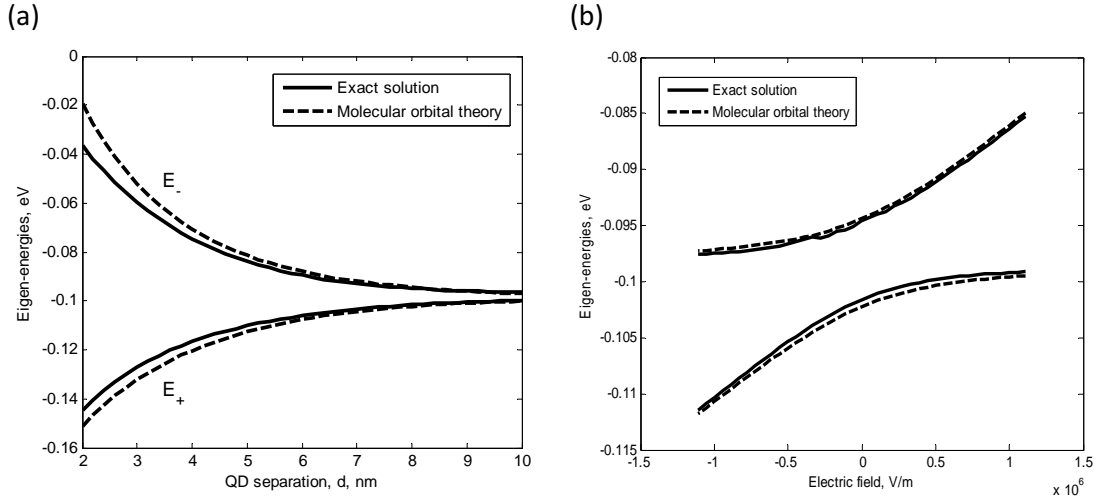 (a)
0
-0.02
-0.04
-0.06
-0.08
-0.1
-0.12
-0.14
-0.16
Eigen-energies, eV
Exact solution
Molecular orbital theory
E-
E+
2 3 4 5 6 7 8 9 10
QD separation, d, nm
(b)
-0.08
-0.085
-0.09
-0.095
-0.1
-0.105
-0.11
-0.115
Eigen-energies, eV
Exact solution
Molecular orbital theory
-1.5 -1 -0.5 0 0.5 1 1.5
Electric field, V/m
x 10^6